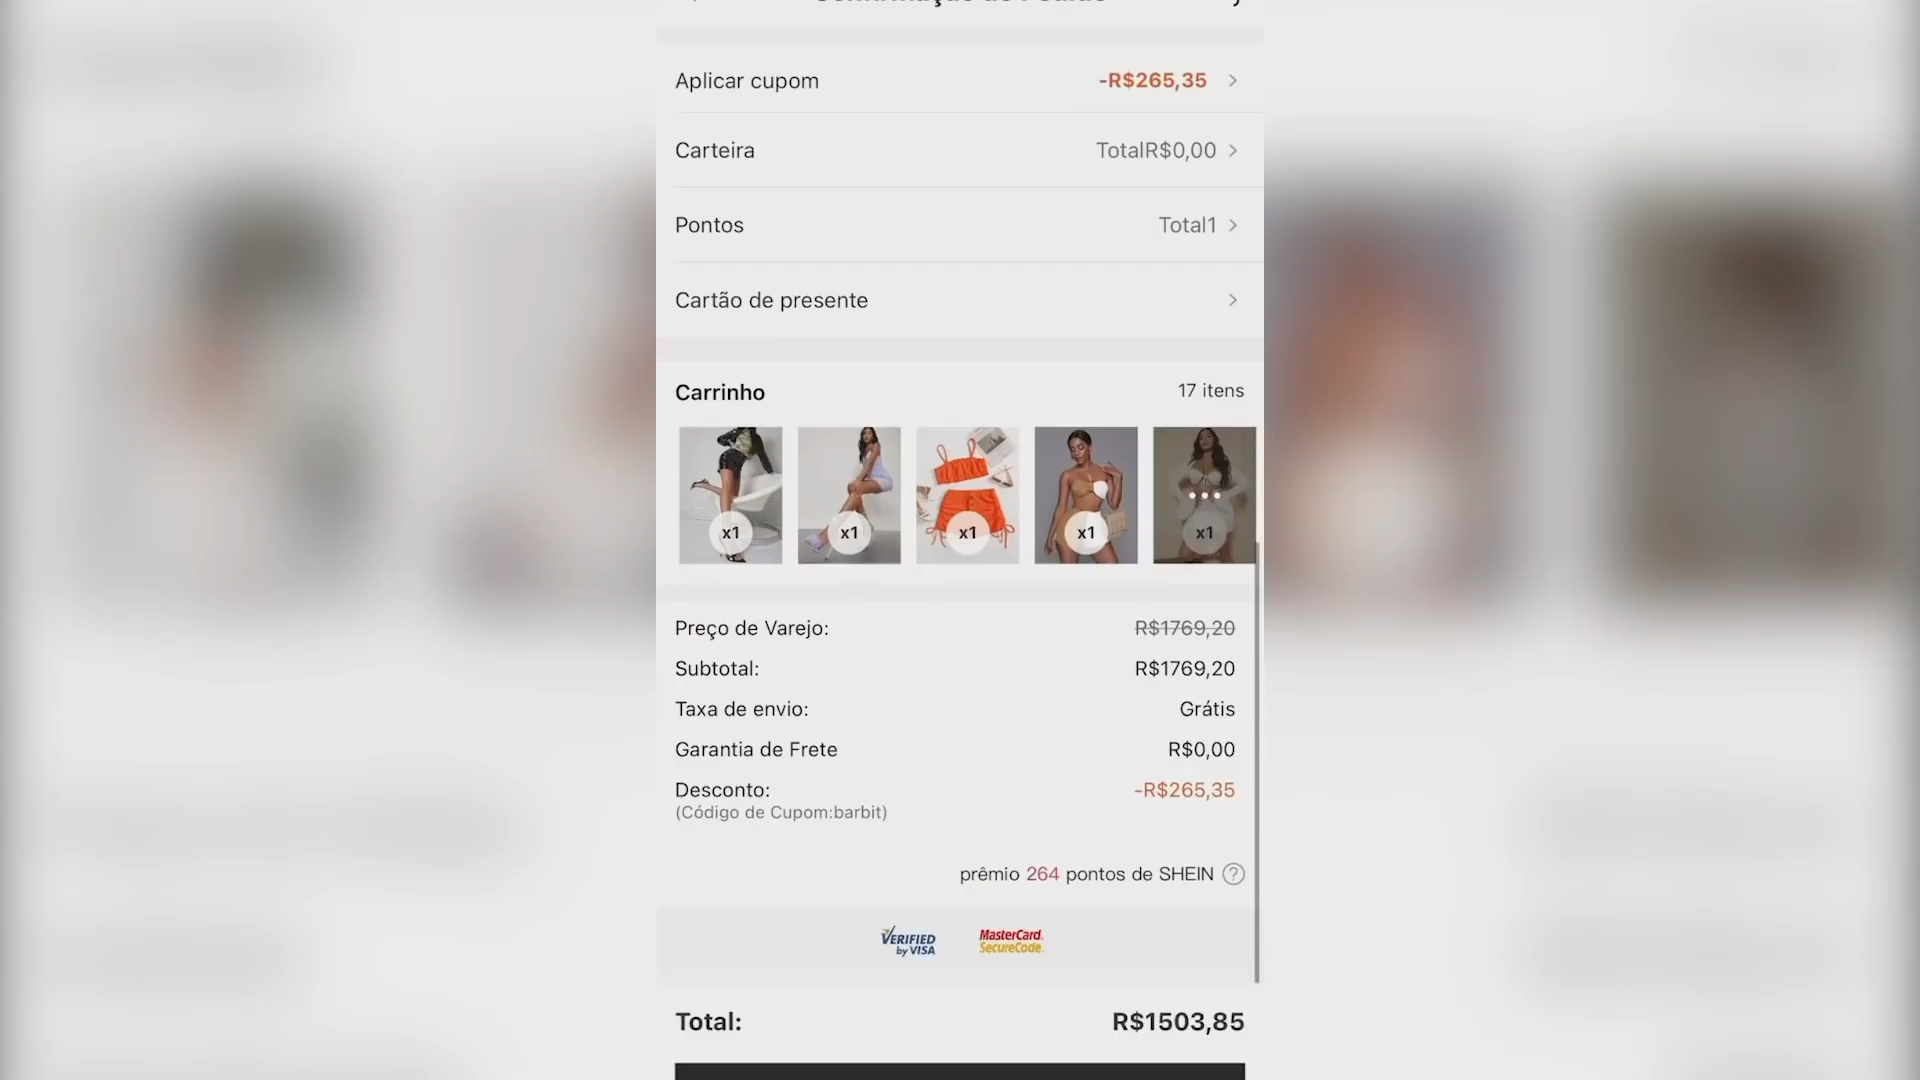 Aplicar cupom -R$265,35
Carteira TotalR$0,00
Pontos Total1
Cartão de presente
Carrinho 17 itens
x1 x1 x1 x1 x1
Preço de Varejo: R$1769,20
Subtotal: R$1769,20
Taxa de envio: Grátis
Garantia de Frete R$0,00
Desconto: -R$265,35
(Código de Cupom:barbit)
prêmio 264 pontos de SHEIN ?
VERIFIED MasterCard.
by VISA SecureCode.
Total: R$1503,85